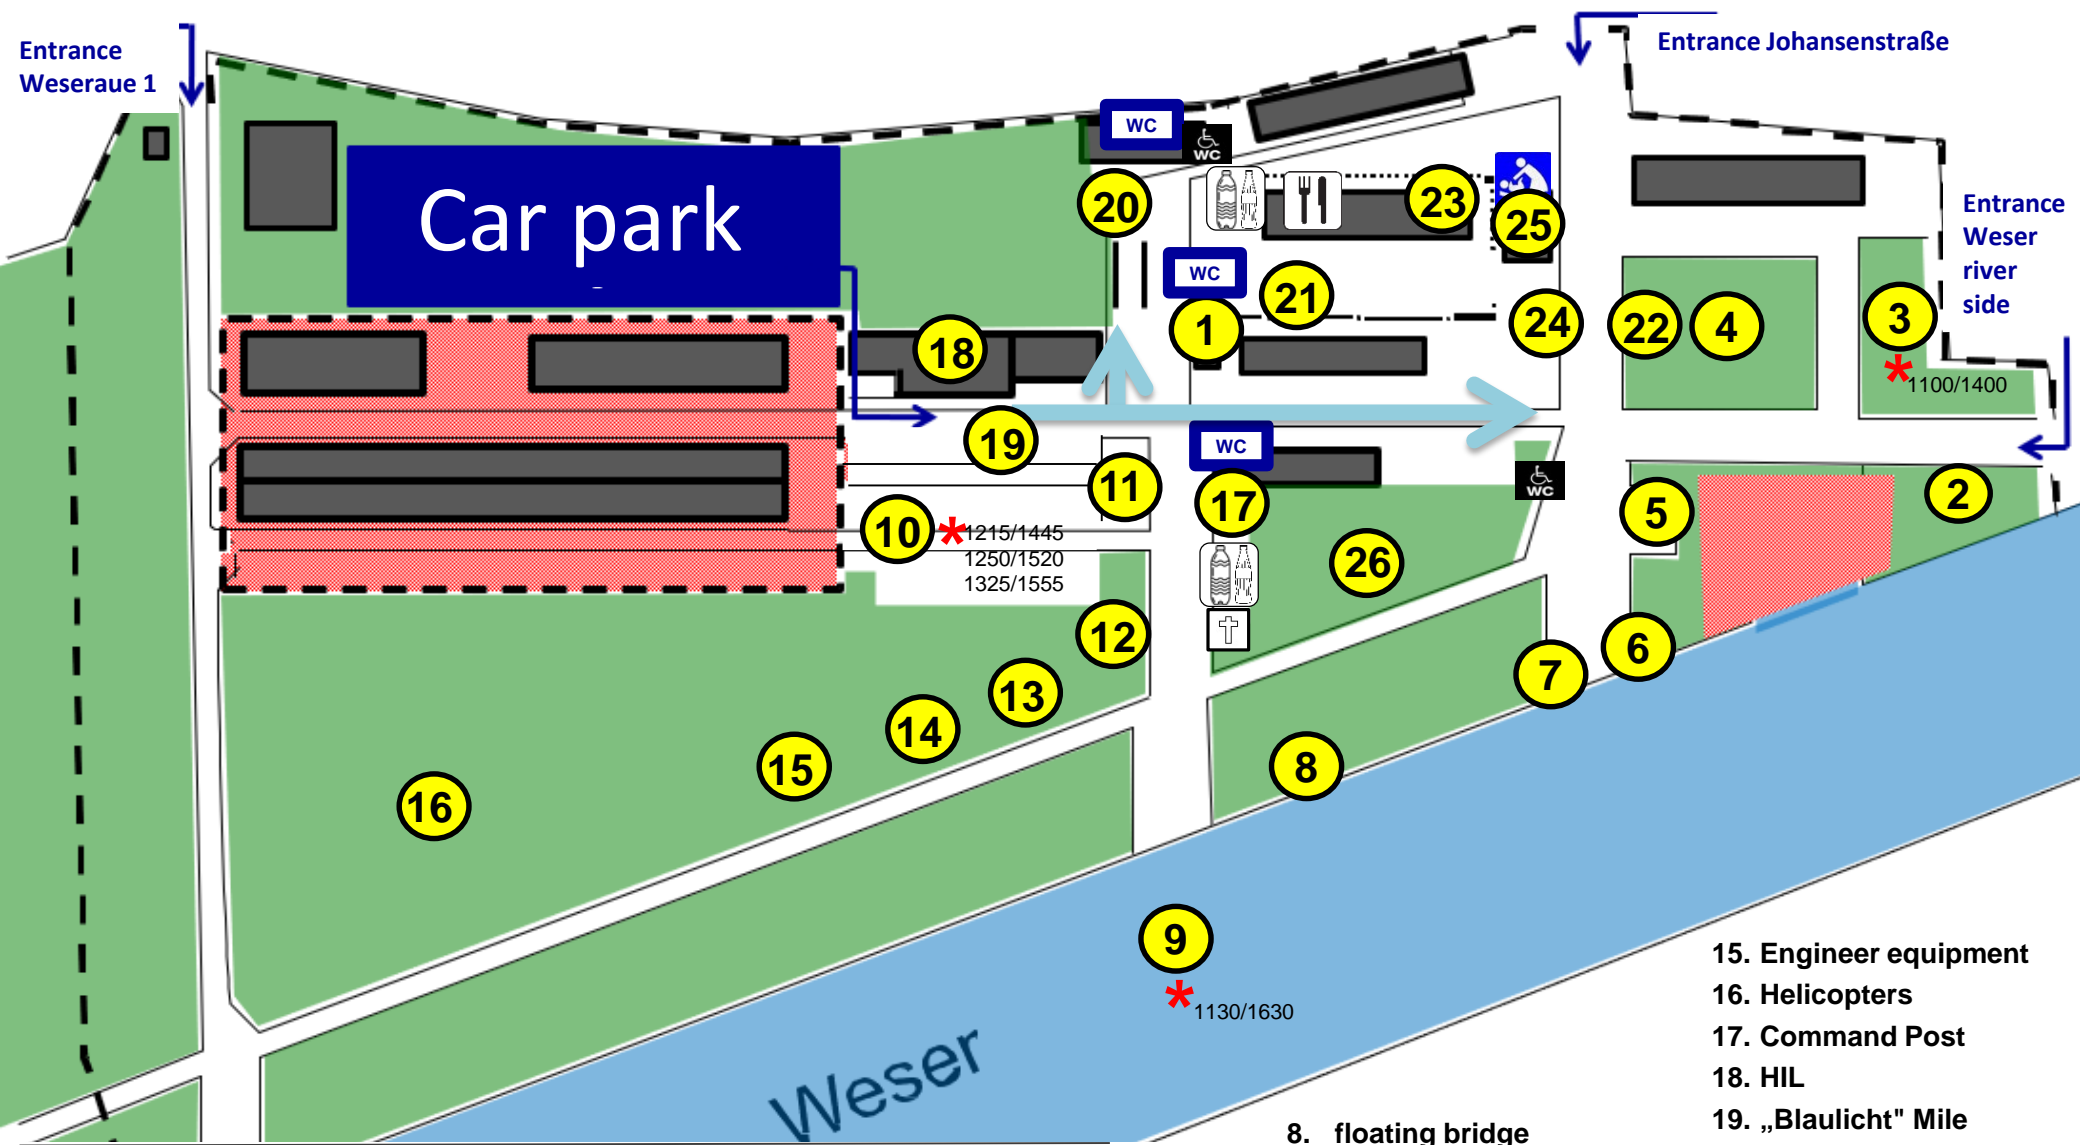 Entrance
Weseraue 1
Entrance Johansenstraße
WC
WC
Car park
20
23
25
Entrance
Weser
river
side
WC
21
1
24
22
4
3
18
*1100/1400
19
WC
WC
11
17
5
2
10
*1215/1445
1250/1520
1325/1555
26
12
6
7
13
14
15
8
16
9
*1130/1630
Weser
15. Engineer equipment
16. Helicopters
17. Command Post
18. HIL
19. „Blaulicht" Mile
8. floating bridge